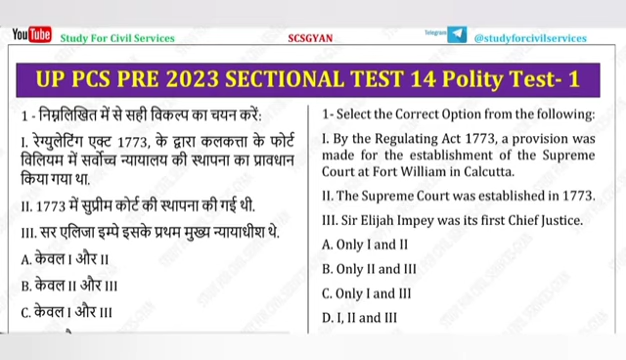 YouTube Study For Civil Services SCSGYAN Telegram @studyforcivilservices
UP PCS PRE 2023 SECTIONAL TEST 14 Polity Test- 1
1 - निम्नलिखित में से सही विकल्प का चयन करें:
I. रेग्युलेटिंग एक्ट 1773, के द्वारा कलकत्ता के फोर्ट
विलियम में सर्वोच्च न्यायालय की स्थापना का प्रावधान
किया गया था.
II. 1773 में सुप्रीम कोर्ट की स्थापना की गई थी.
III. सर एलिजा इम्पे इसके प्रथम मुख्य न्यायाधीश थे.
A. केवल I और II
B. केवल II और III
C. केवल I और III
1- Select the Correct Option from the following:
I. By the Regulating Act 1773, a provision was
made for the establishment of the Supreme
Court at Fort William in Calcutta.
II. The Supreme Court was established in 1773.
III. Sir Elijah Impey was its first Chief Justice.
A. Only I and II
B. Only II and III
C. Only I and III
D. I, II and III